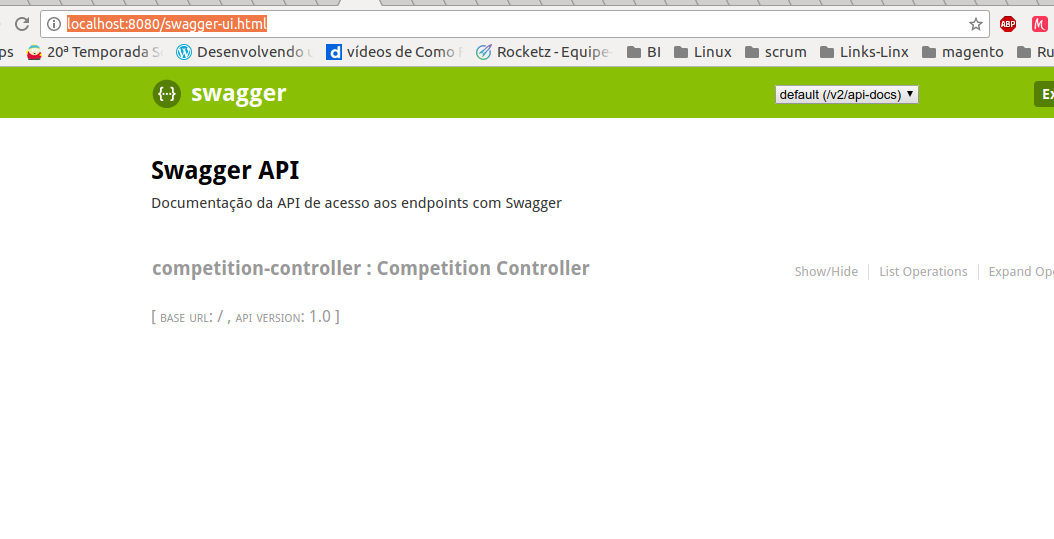 localhost:8080/swagger-ui.html ABP M
ps 20ª Temporada S Desenvolvendo vídeos de Como Rocketz - Equipe- BI Linux scrum Links-Linx magento Ru
{···} swagger default (/v2/api-docs) ▼ Ex
Swagger API
Documentação da API de acesso aos endpoints com Swagger
competition-controller : Competition Controller Show/Hide List Operations Expand Ope
[ BASE URL: / , API VERSION: 1.0 ]